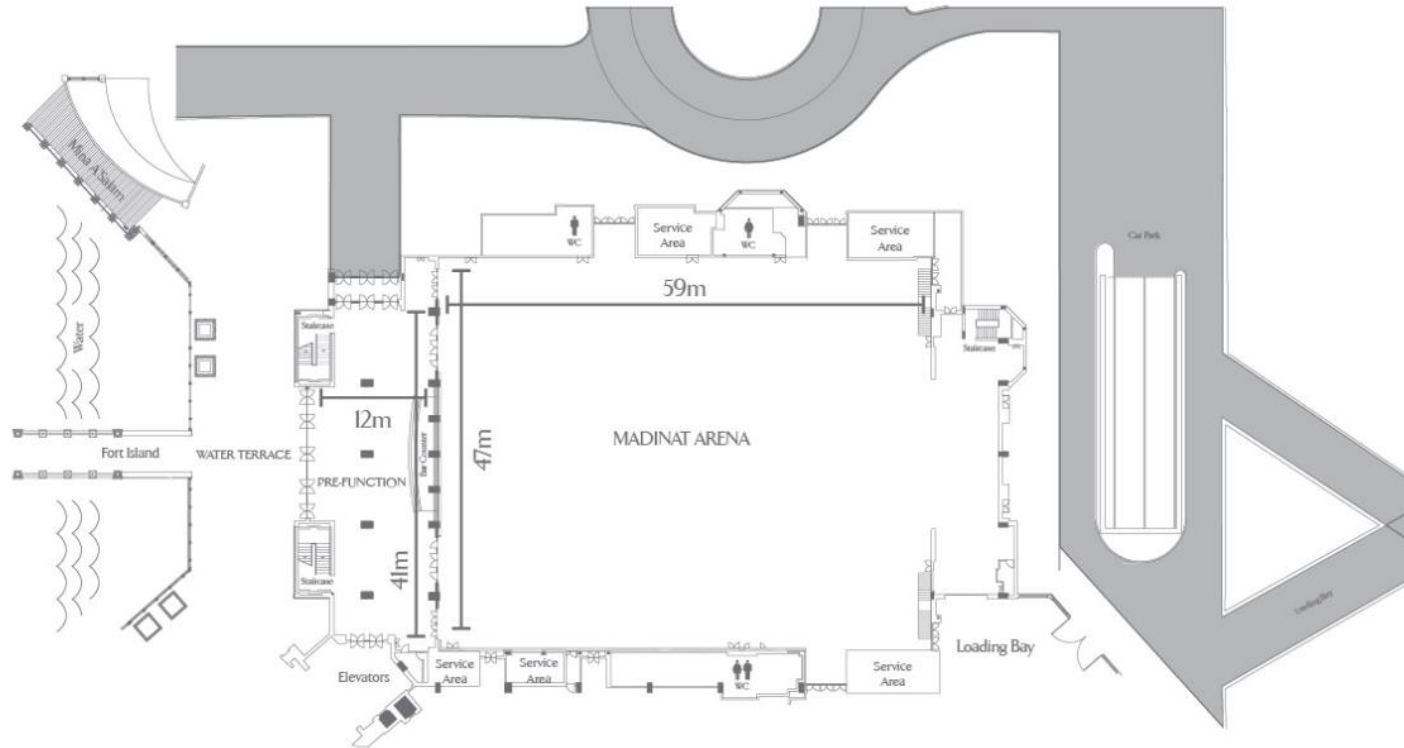 Mina A'Salam
WC
Service
Area
WC
Service
Area
Car Park
59m
Staircase
Water
Staircase
12m
Bar Counter
47m
MADINAT ARENA
Fort Island
WATER TERRACE
PRE-FUNCTION
41m
Staircase
Loading Bay
Loading Bay
Elevators
Service
Area
Service
Area
WC
Service
Area